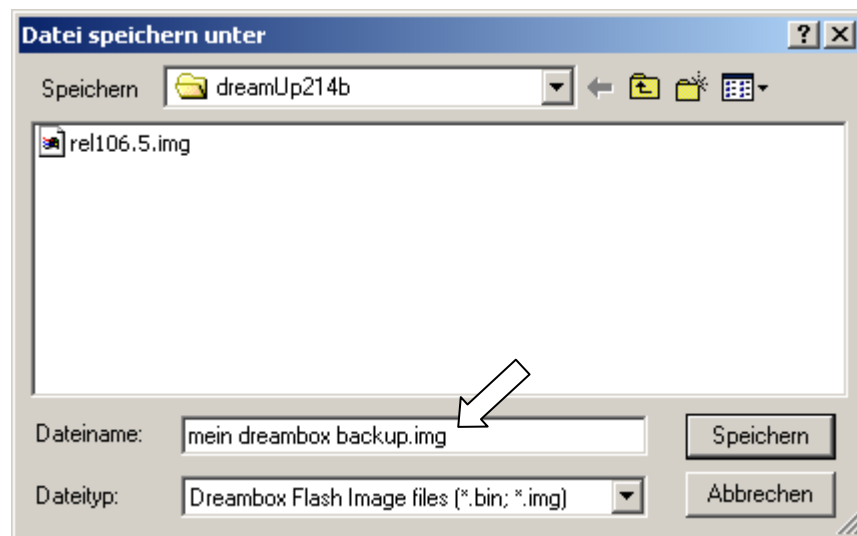 Datei speichern unter
Speichern
dreamUp214b
rel106.5.img
Dateiname:
mein dreambox backup.img
Speichern
Dateityp:
Dreambox Flash Image files (*.bin; *.img)
Abbrechen